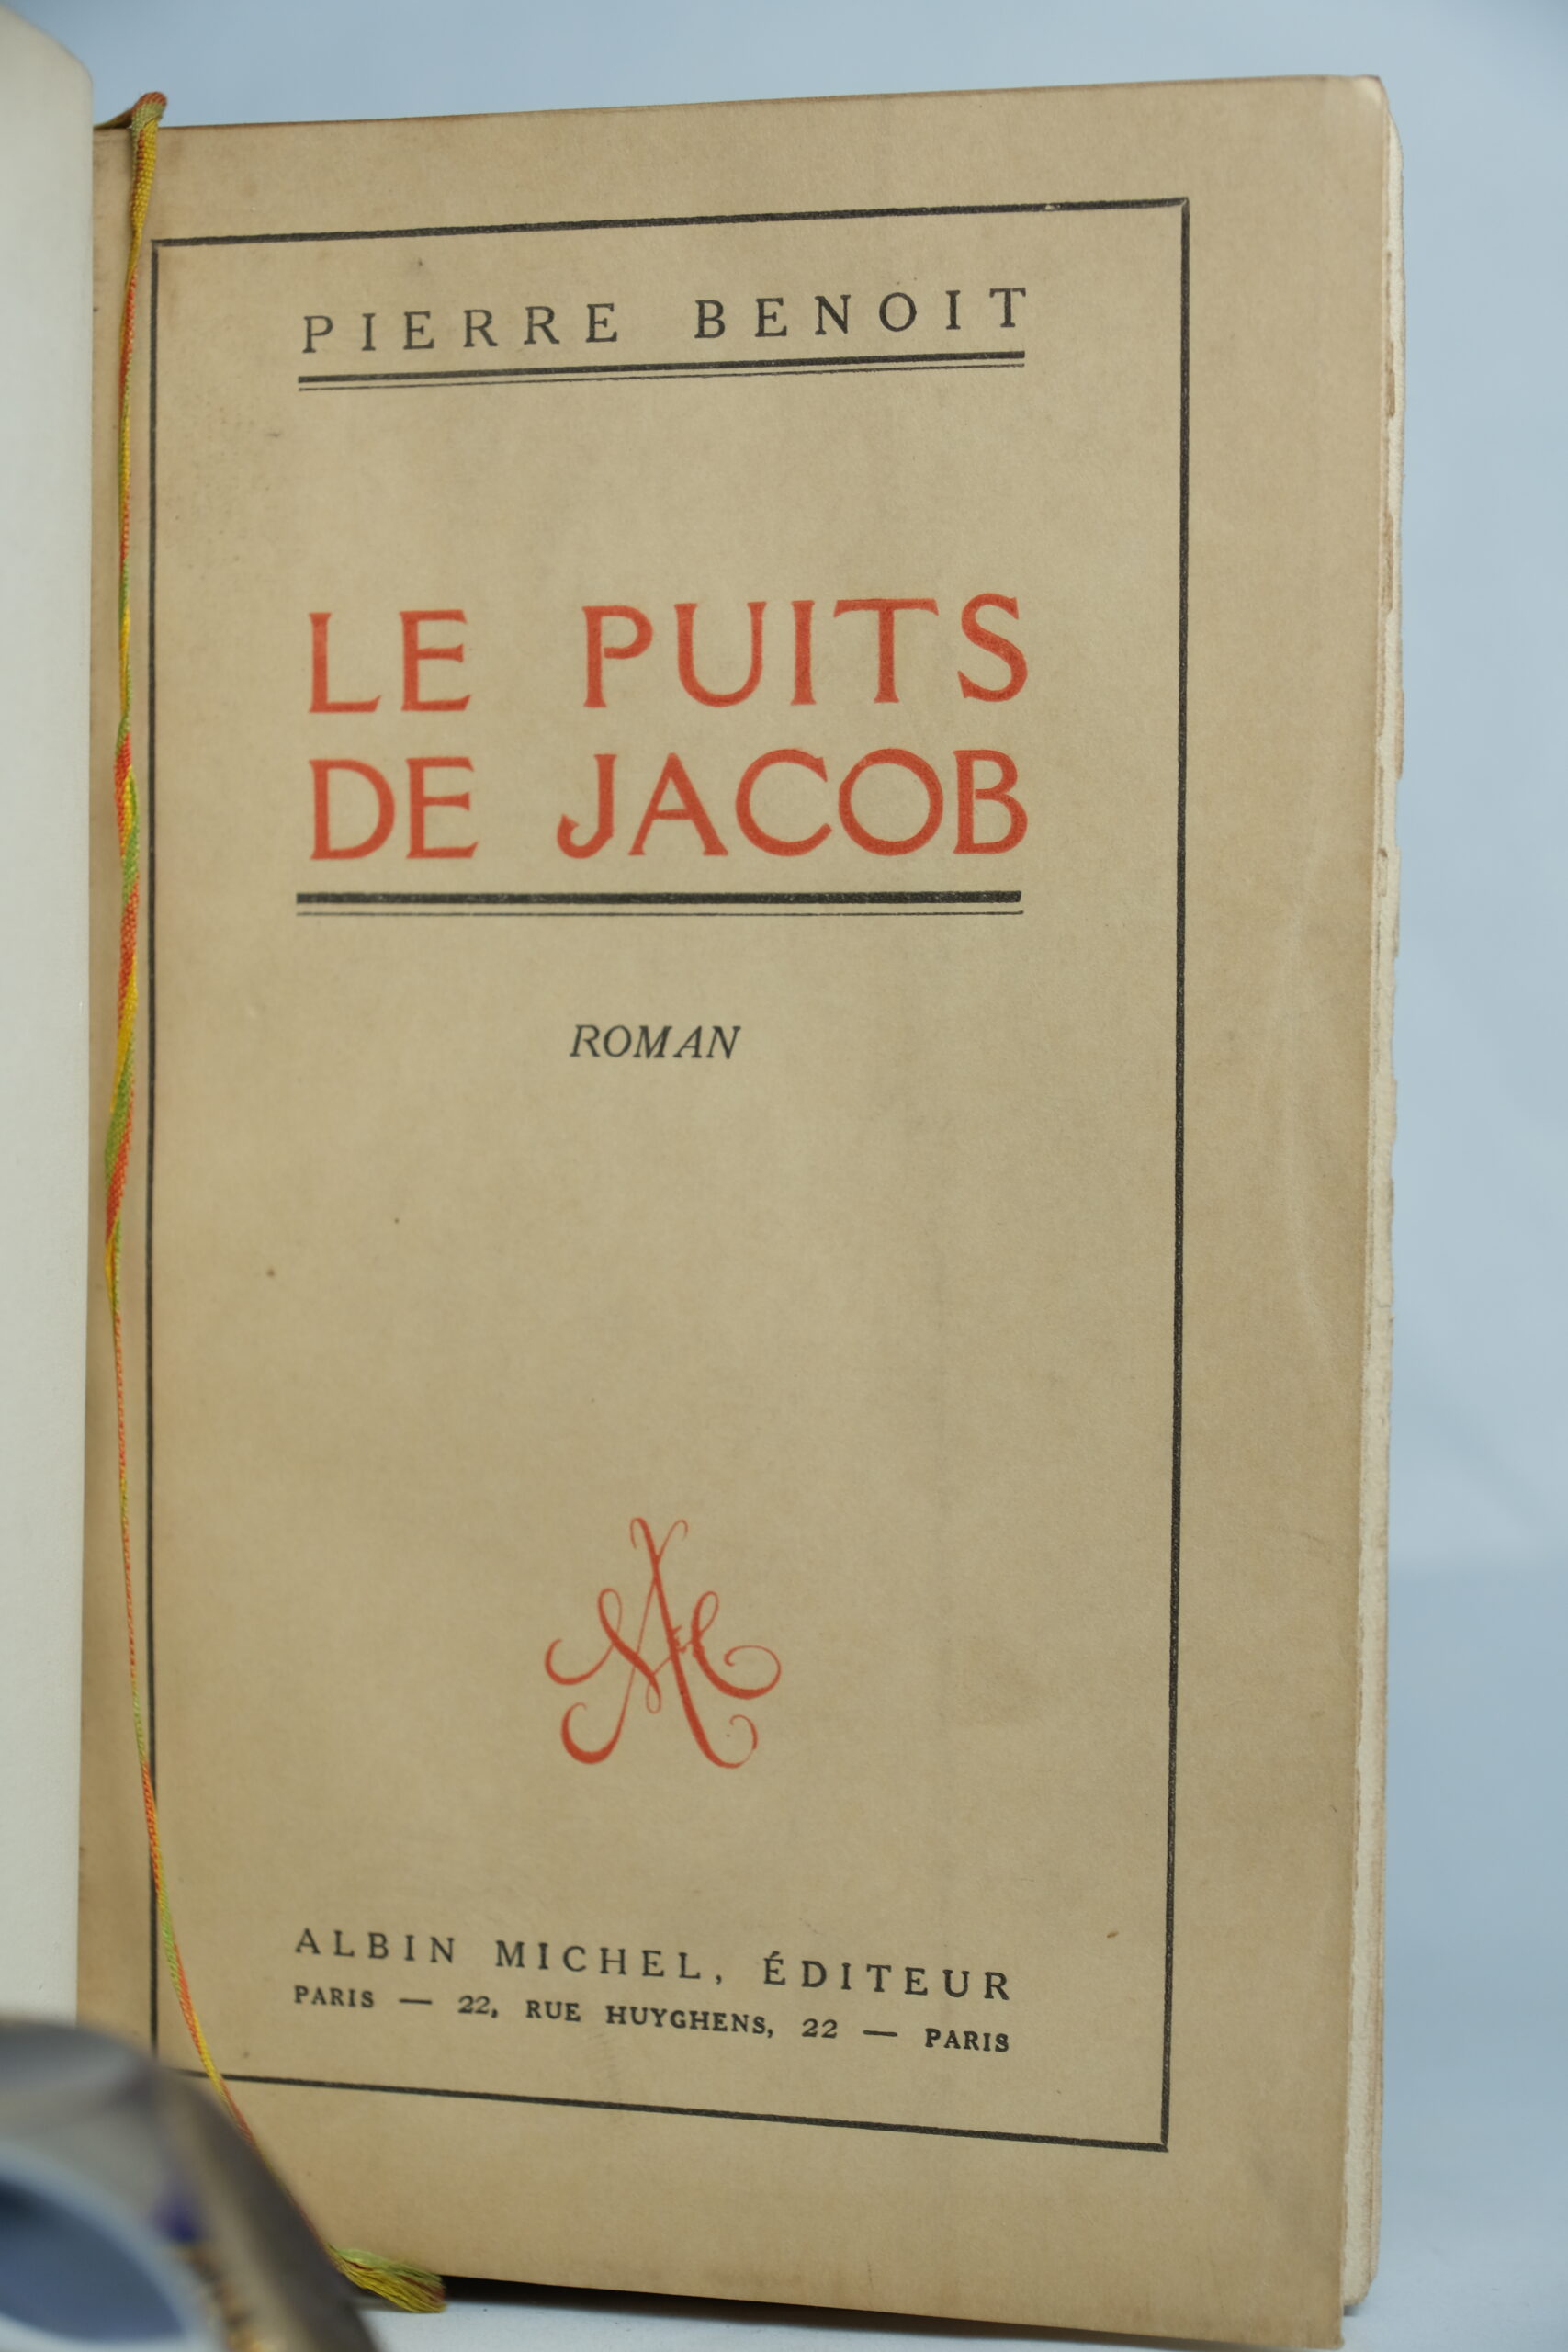 PIERRE BENOIT
LE PUITS
DE JACOB
ROMAN
ALBIN MICHEL, ÉDITEUR
PARIS — 22, RUE HUYGHENS, 22 — PARIS